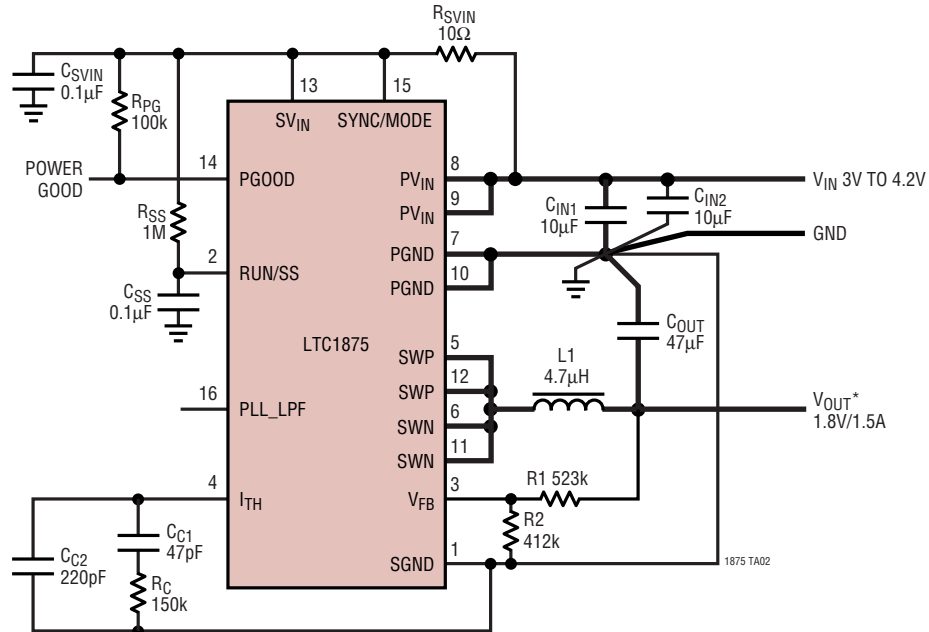 RSVIN
10Ω
CSVIN
0.1µF
RPG
100k
13
15
SVIN
SYNC/MODE
POWER
GOOD
14
PGOOD
PVIN
8
VIN 3V TO 4.2V
PVIN
9
CIN1
10µF
CIN2
10µF
RSS
1M
PGND
7
GND
2
RUN/SS
PGND
10
CSS
0.1µF
LTC1875
COUT
47µF
SWP
5
L1
4.7µH
SWP
12
16
PLL_LPF
SWN
6
VOUT*
1.8V/1.5A
SWN
11
4
ITH
VFB
3
R1 523k
R2
412k
CC1
47pF
CC2
220pF
RC
150k
SGND
1
1875 TA02